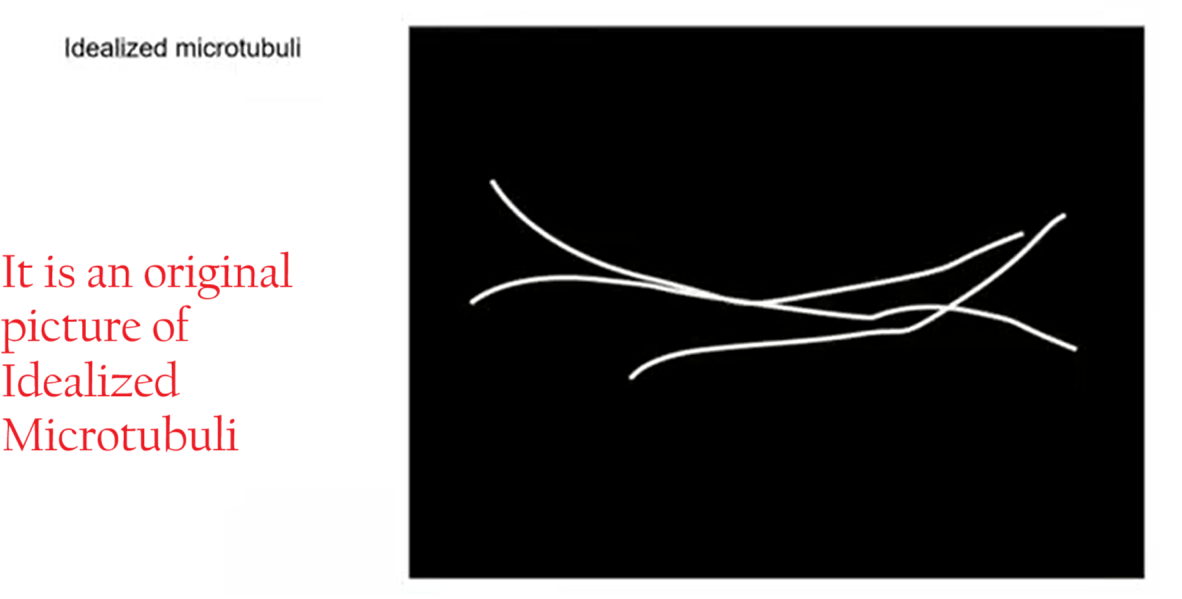 Idealized microtubuli
It is an original
picture of
Idealized
Microtubuli